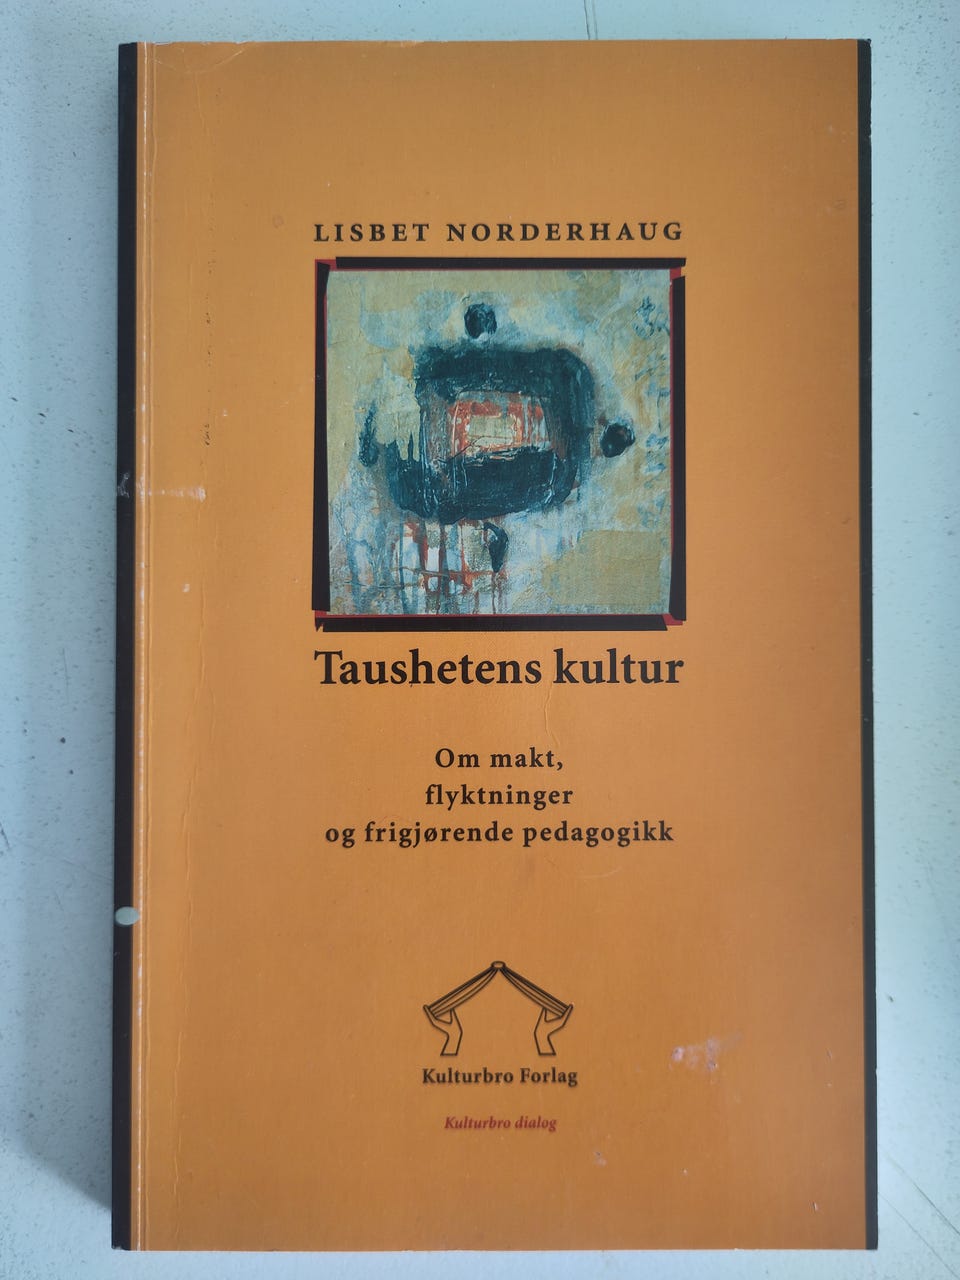 LISBET NORDERHAUG
Taushetens kultur
Om makt,
flyktninger
og frigjørende pedagogikk
Kulturbro Forlag
Kulturbro dialog